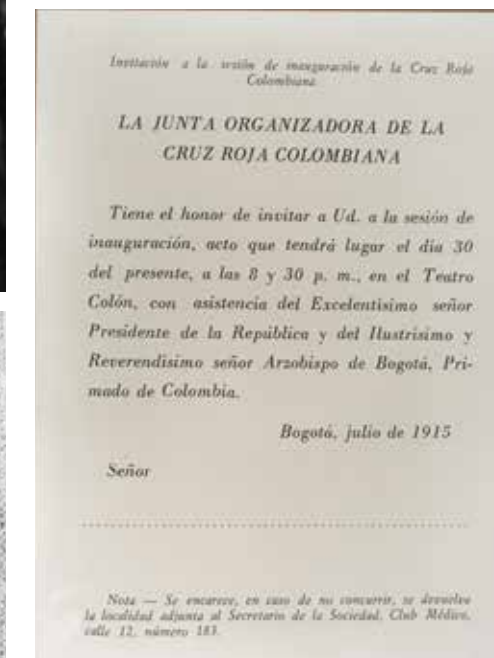 Invitación a la sesión de inauguración de la Cruz Roja
Colombiana
LA JUNTA ORGANIZADORA DE LA
CRUZ ROJA COLOMBIANA
Tiene el honor de invitar a Ud. a la sesión de
inauguración, acto que tendrá lugar el día 30
del presente, a las 8 y 30 p. m., en el Teatro
Colón, con asistencia del Excelentísimo señor
Presidente de la República y del Ilustrísimo y
Reverendísimo señor Arzobispo de Bogotá, Pri-
mado de Colombia.
Bogotá, julio de 1915
Señor
Nota — Se encarece, en caso de no concurrir, se devuelva
la localidad adjunta al Secretario de la Sociedad, Club Médico,
calle 12, número 183.